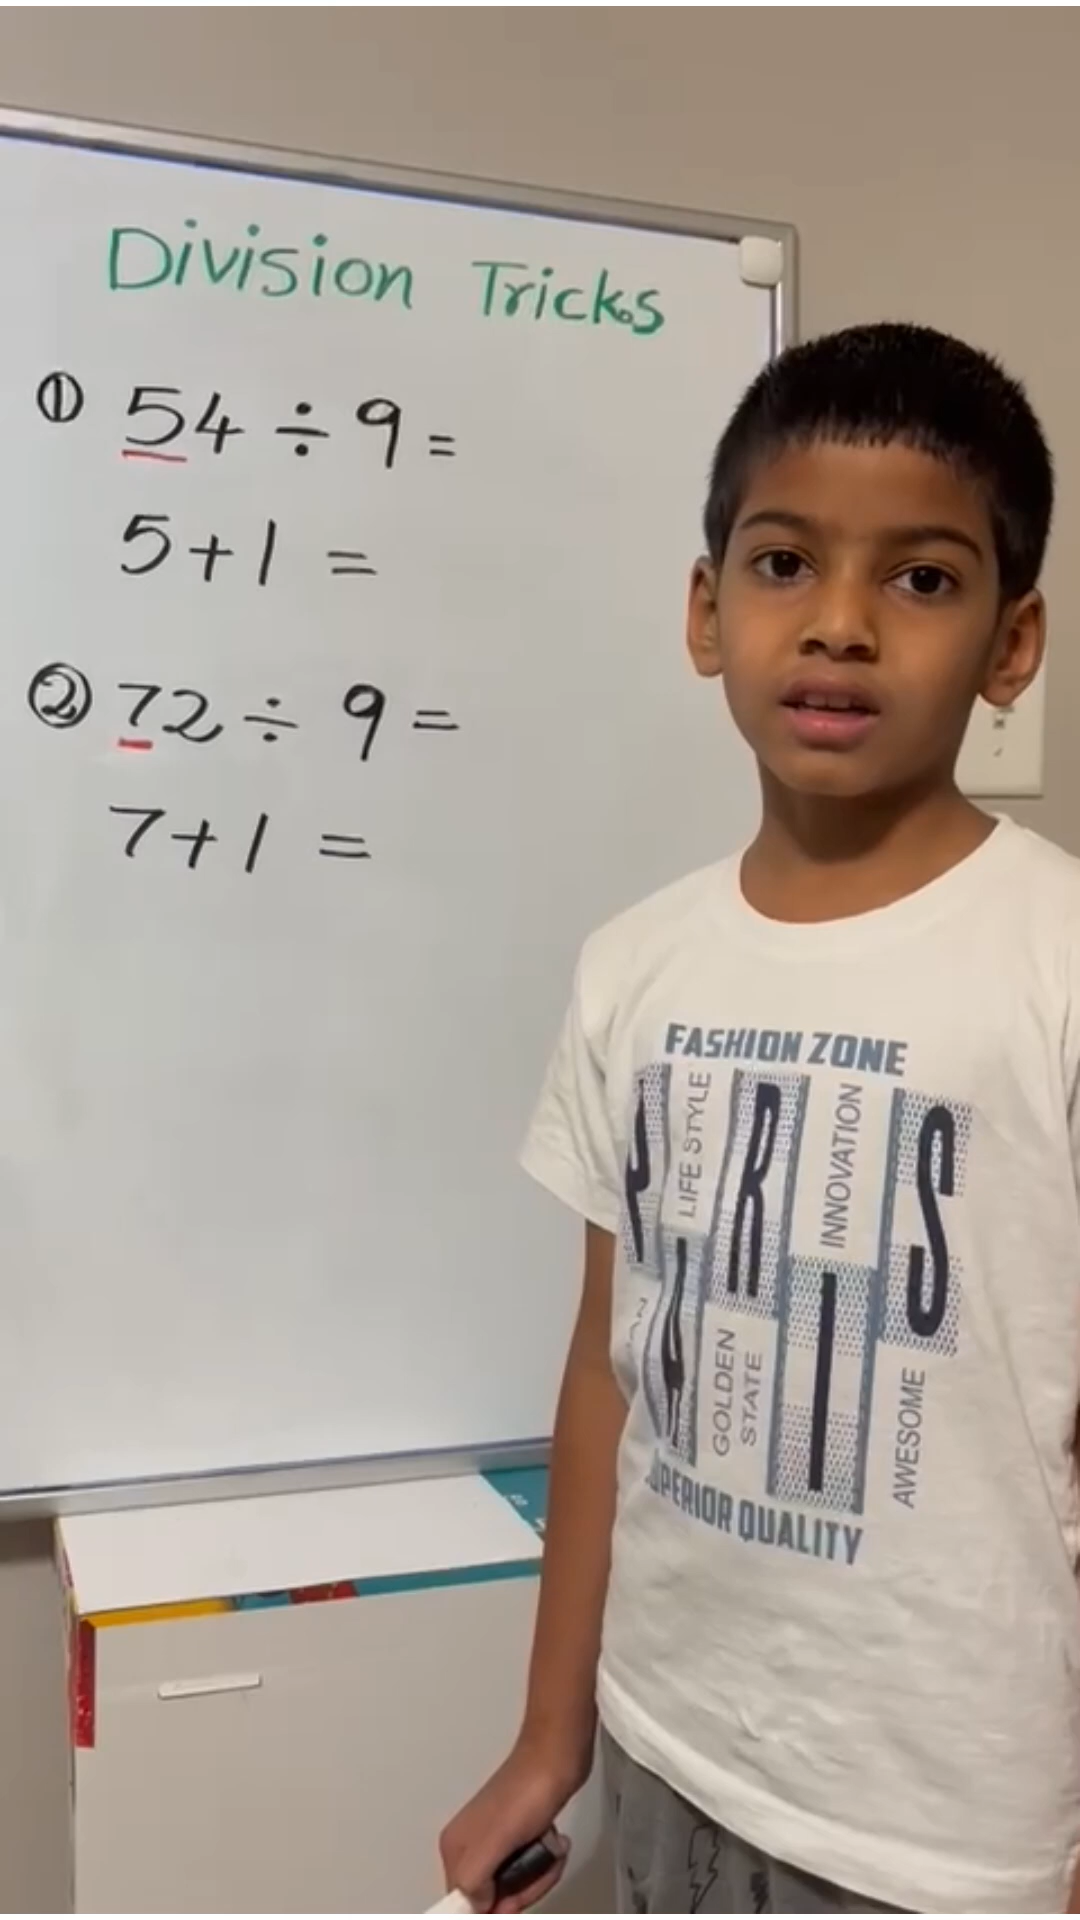 Division Tricks
① 54 ÷ 9 =
5 + 1 =
② 72 ÷ 9 =
7 + 1 =
FASHION ZONE
PARIS
LIFE STYLE
INNOVATION
GOLDEN
STATE
AWESOME
SUPERIOR QUALITY